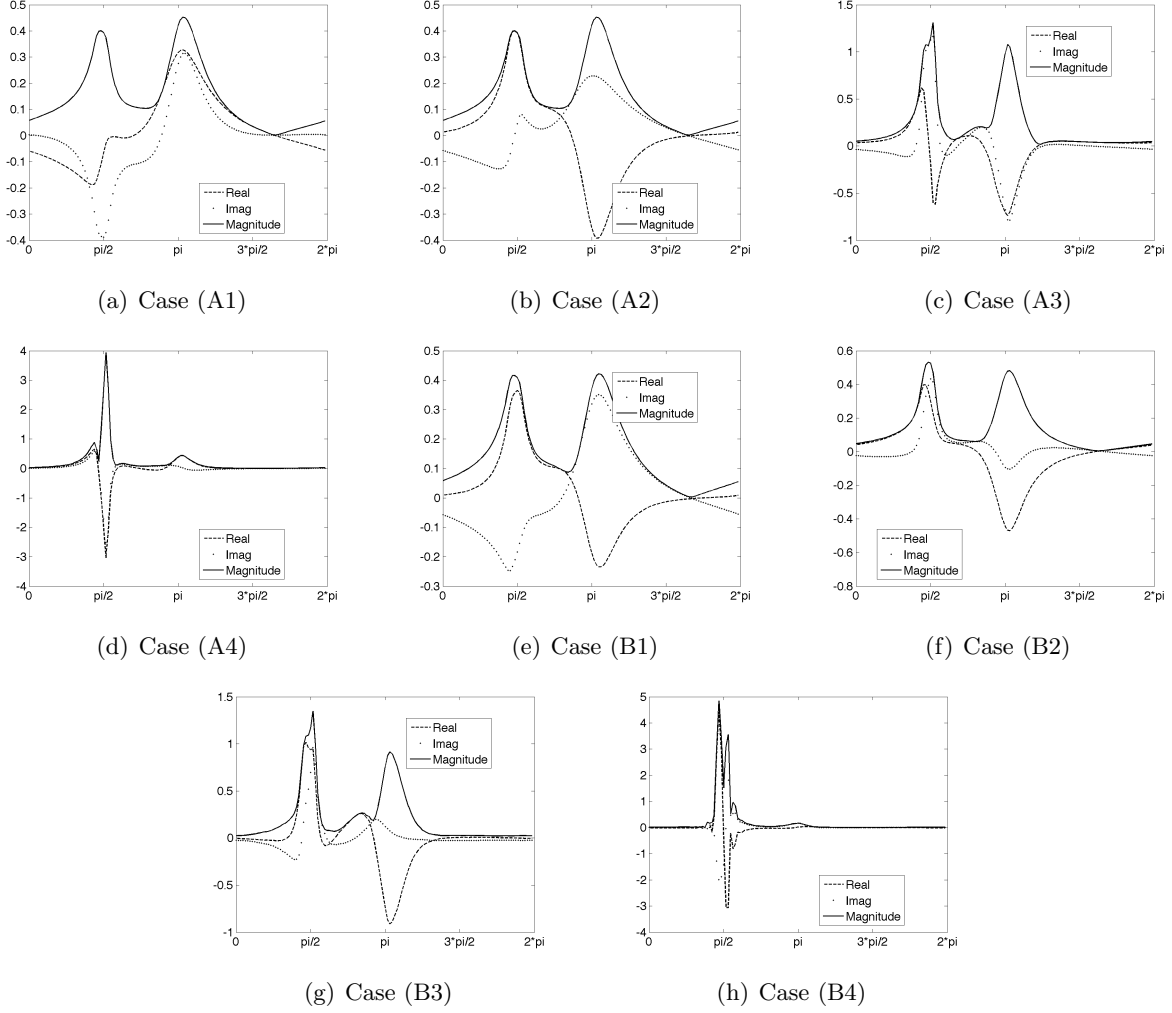 0.5
0.4
0.3
0.2
0.1
0
-0.1
-0.2
-0.3
-0.4
0 pi/2 pi 3*pi/2 2*pi
Real
Imag
Magnitude
(a) Case (A1)
0.5
0.4
0.3
0.2
0.1
0
-0.1
-0.2
-0.3
-0.4
0 pi/2 pi 3*pi/2 2*pi
Real
Imag
Magnitude
(b) Case (A2)
1.5
1
0.5
0
-0.5
-1
0 pi/2 pi 3*pi/2 2*pi
Real
Imag
Magnitude
(c) Case (A3)
4
3
2
1
0
-1
-2
-3
-4
0 pi/2 pi 3*pi/2 2*pi
Real
Imag
Magnitude
(d) Case (A4)
0.5
0.4
0.3
0.2
0.1
0
-0.1
-0.2
-0.3
0 pi/2 pi 3*pi/2 2*pi
Real
Imag
Magnitude
(e) Case (B1)
0.6
0.4
0.2
0
-0.2
-0.4
-0.6
-0.8
0 pi/2 pi 3*pi/2 2*pi
Real
Imag
Magnitude
(f) Case (B2)
1.5
1
0.5
0
-0.5
-1
0 pi/2 pi 3*pi/2 2*pi
Real
Imag
Magnitude
(g) Case (B3)
5
4
3
2
1
0
-1
-2
-3
-4
0 pi/2 pi 3*pi/2 2*pi
Real
Imag
Magnitude
(h) Case (B4)